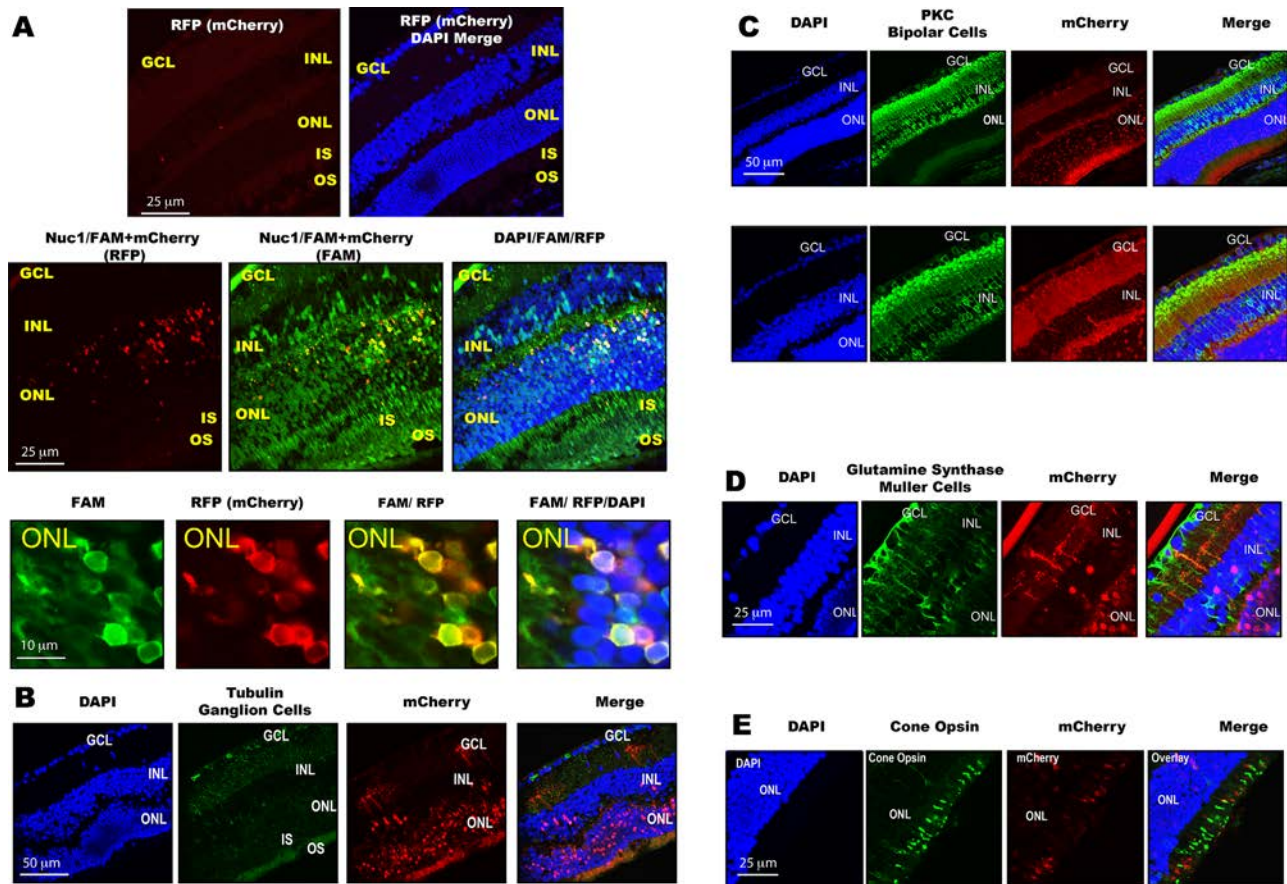 A
RFP (mCherry)
GCL
INL
ONL
IS
OS
25 µm
RFP (mCherry)
DAPI Merge
GCL
INL
ONL
IS
OS
Nuc1/FAM+mCherry
(RFP)
GCL
INL
ONL
IS
OS
25 µm
Nuc1/FAM+mCherry
(FAM)
GCL
INL
ONL
IS
OS
DAPI/FAM/RFP
GCL
INL
ONL
IS
OS
FAM
ONL
10 µm
RFP (mCherry)
ONL
FAM/ RFP
ONL
FAM/ RFP/DAPI
ONL
B
DAPI
GCL
INL
ONL
50 µm
Tubulin
Ganglion Cells
GCL
INL
ONL
IS
OS
mCherry
GCL
INL
ONL
Merge
GCL
INL
ONL
C
DAPI
GCL
INL
ONL
50 µm
PKC
Bipolar Cells
GCL
INL
ONL
mCherry
GCL
INL
ONL
Merge
GCL
INL
ONL
GCL
INL
ONL
GCL
INL
GCL
INL
GCL
INL
ONL
D
DAPI
GCL
INL
ONL
25 µm
Glutamine Synthase
Muller Cells
GCL
INL
ONL
mCherry
GCL
INL
ONL
Merge
GCL
INL
ONL
E
DAPI
DAPI
ONL
25 µm
Cone Opsin
Cone Opsin
ONL
mCherry
mCherry
ONL
Merge
Overlay
ONL